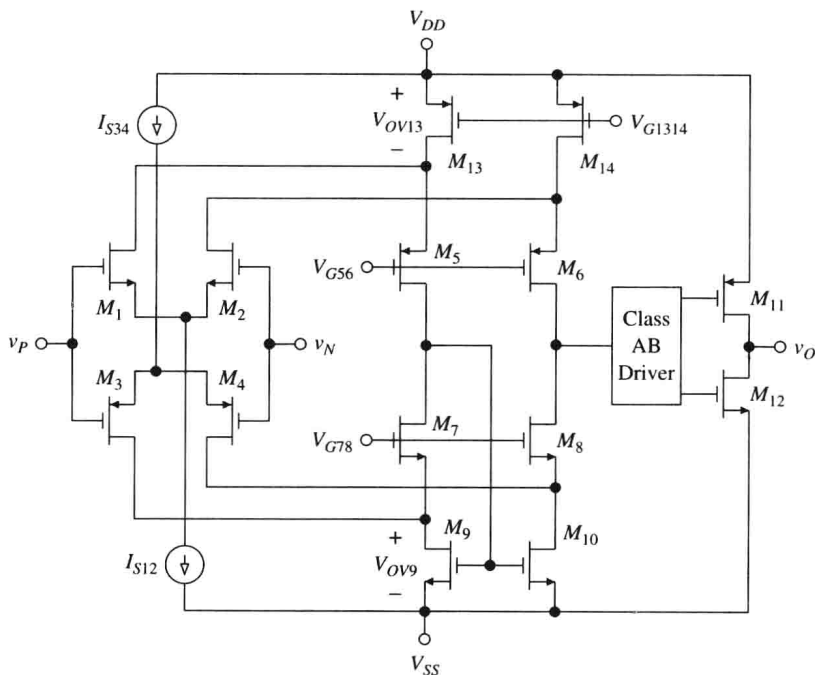 V_DD
I_S34
+
V_OV13
−
M_13
M_14
V_G1314
M_1
M_2
V_G56
M_5
M_6
M_11
Class
AB
Driver
v_P
v_N
v_O
M_3
M_4
M_12
V_G78
M_7
M_8
I_S12
+
V_OV9
−
M_9
M_10
V_SS